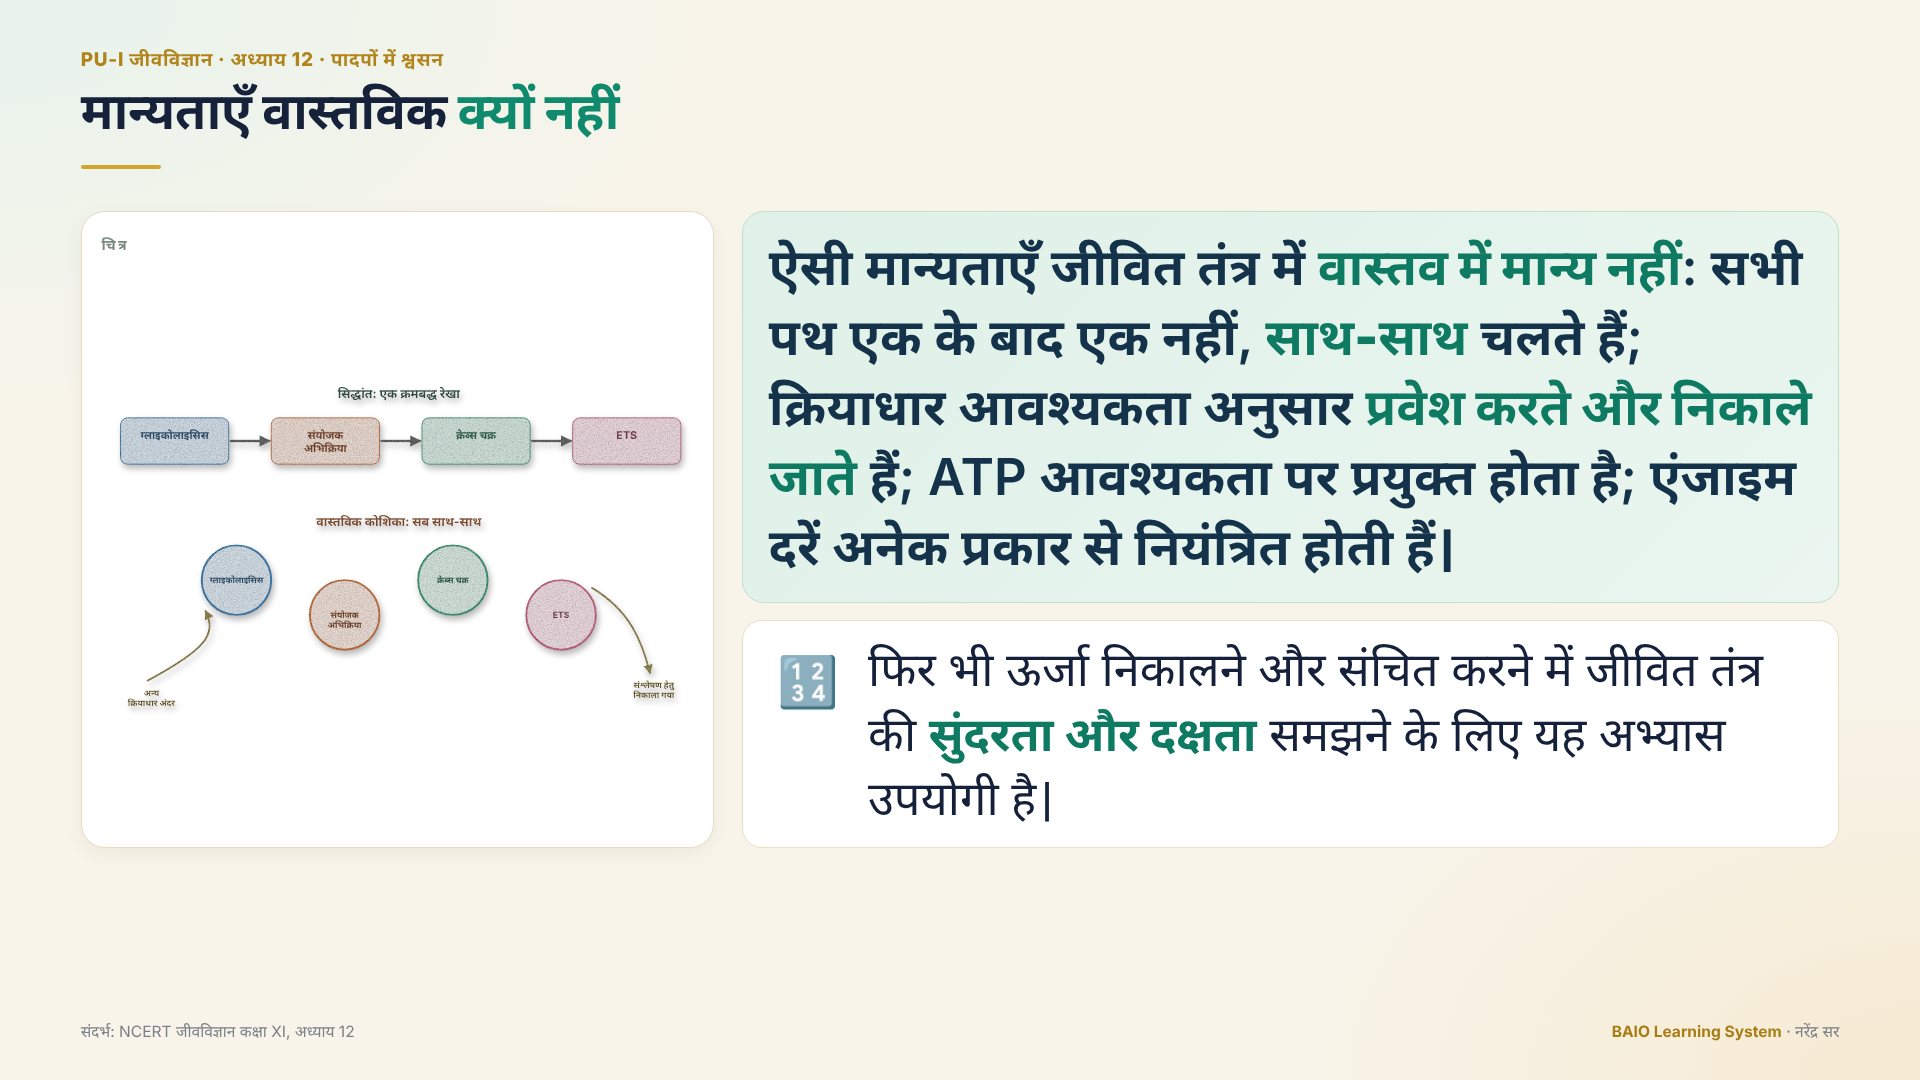 PU-I जीवविज्ञान · अध्याय 12 · पादपों में श्वसन
मान्यताएँ वास्तविक क्यों नहीं
चित्र
सिद्धांत: एक क्रमबद्ध रेखा
ग्लाइकोलाइसिस
संयोजक
अभिक्रिया
क्रेब्स चक्र
ETS
वास्तविक कोशिका: सब साथ-साथ
ग्लाइकोलाइसिस
संयोजक
अभिक्रिया
क्रेब्स चक्र
ETS
अन्य
क्रियाधार अंदर
संश्लेषण हेतु
निकाला गया
ऐसी मान्यताएँ जीवित तंत्र में वास्तव में मान्य नहीं: सभी
पथ एक के बाद एक नहीं, साथ-साथ चलते हैं;
क्रियाधार आवश्यकता अनुसार प्रवेश करते और निकाले
जाते हैं; ATP आवश्यकता पर प्रयुक्त होता है; एंजाइम
दरें अनेक प्रकार से नियंत्रित होती हैं|
फिर भी ऊर्जा निकालने और संचित करने में जीवित तंत्र
की सुंदरता और दक्षता समझने के लिए यह अभ्यास
उपयोगी है|
संदर्भ: NCERT जीवविज्ञान कक्षा XI, अध्याय 12
BAIO Learning System · नरेंद्र सर